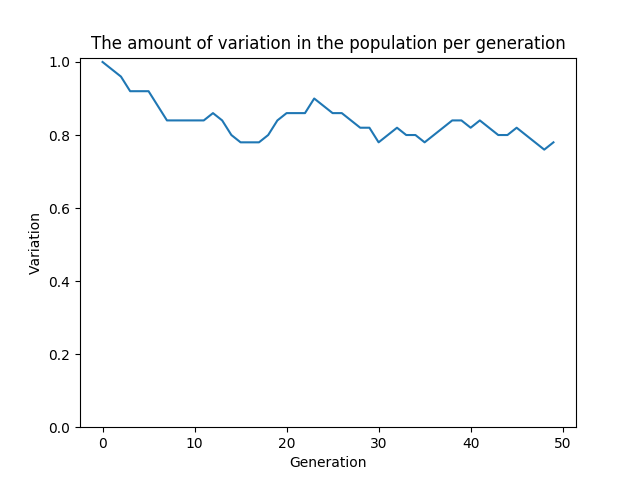 The amount of variation in the population per generation
1.0
0.8
0.6
0.4
0.2
0.0
Variation
0 10 20 30 40 50
Generation